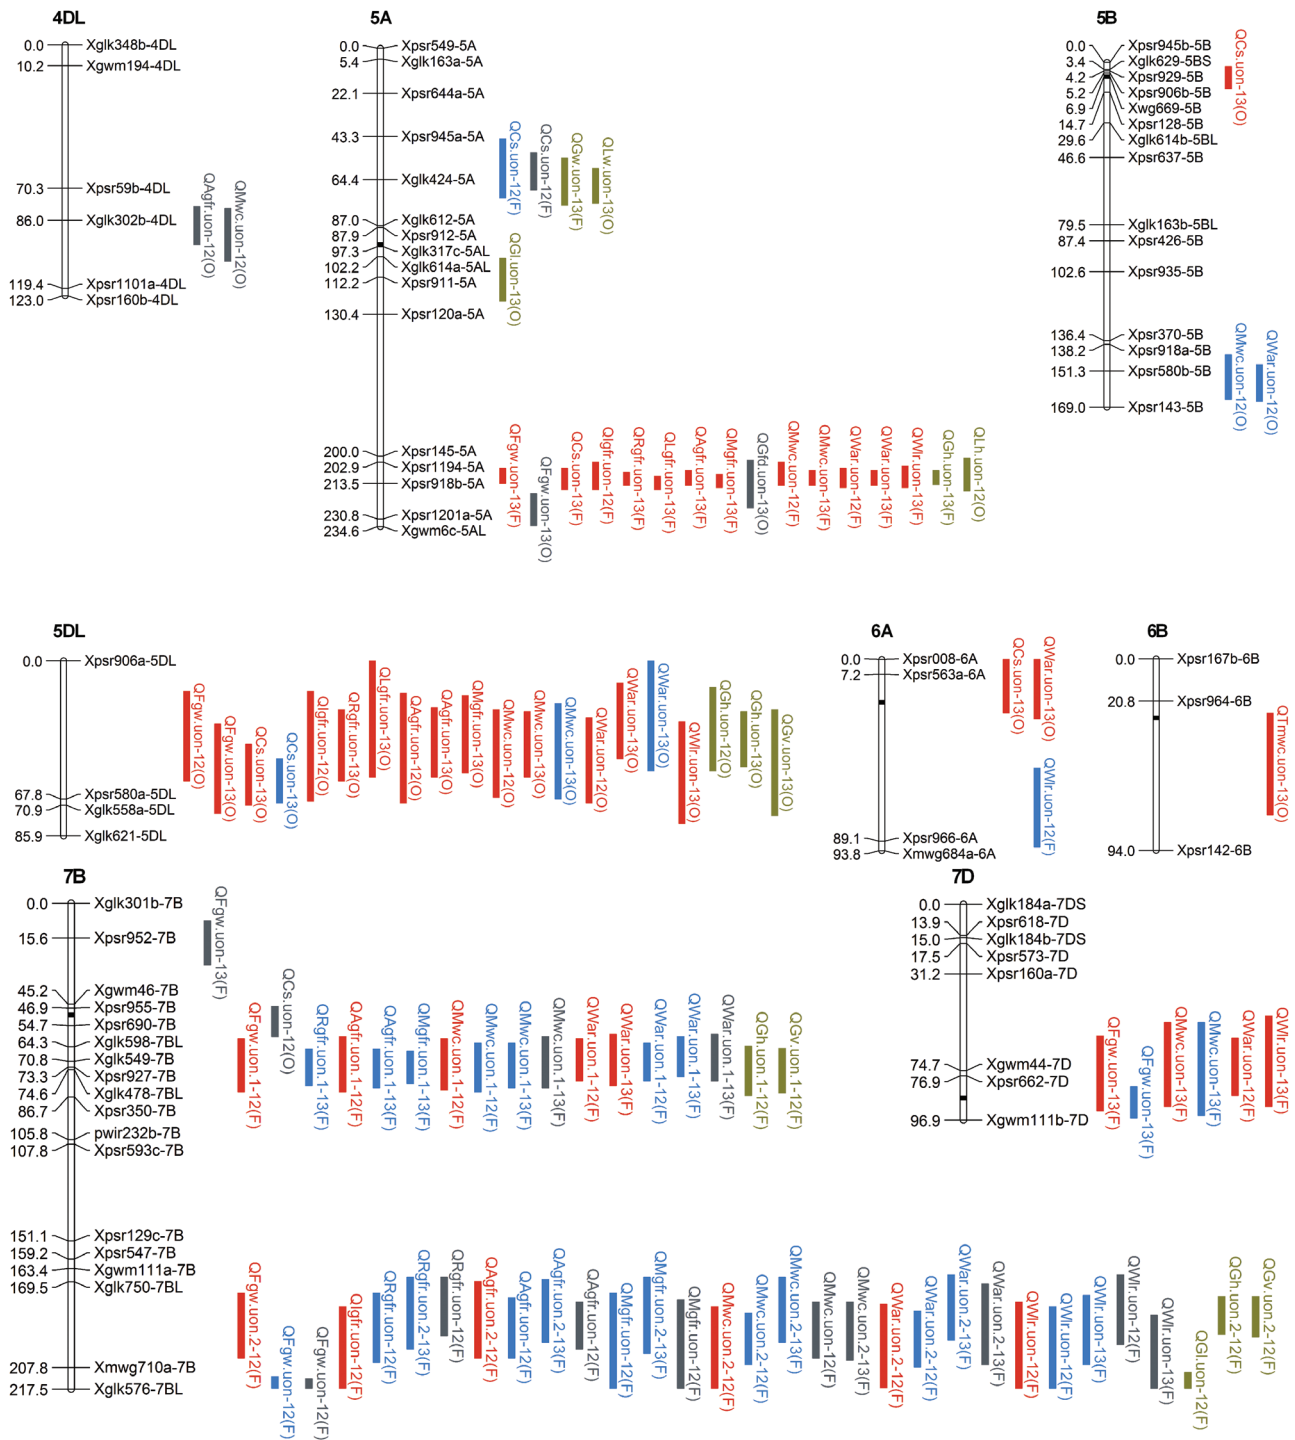 4DL
0.0 Xglk348b-4DL
10.2 Xgwm194-4DL
70.3 Xpsr59b-4DL
86.0 Xglk302b-4DL
119.4 Xpsr1101a-4DL
123.0 Xpsr160b-4DL
QAgfr.uon-12(O)
QMwc.uon-12(O)
5A
0.0 Xpsr549-5A
5.4 Xglk163a-5A
22.1 Xpsr644a-5A
43.3 Xpsr945a-5A
64.4 Xglk424-5A
87.0 Xglk612-5A
87.9 Xpsr912-5A
97.3 Xglk317c-5AL
102.2 Xglk614a-5AL
112.2 Xpsr911-5A
130.4 Xpsr120a-5A
200.0 Xpsr145-5A
202.9 Xpsr1194-5A
213.5 Xpsr918b-5A
230.8 Xpsr1201a-5A
234.6 Xgwm6c-5AL
QCs.uon-12(F)
QCs.uon-12(F)
QGw.uon-13(F)
QLw.uon-13(O)
QGl.uon-13(O)
QFgw.uon-13(F)
QFgw.uon-13(O)
QCs.uon-13(F)
QIgfr.uon-12(F)
QRgfr.uon-13(F)
QLgfr.uon-13(F)
QAgfr.uon-13(F)
QMgfr.uon-13(F)
QGfd.uon-13(O)
QMwc.uon-12(F)
QMwc.uon-13(F)
QWar.uon-12(F)
QWar.uon-13(F)
QWlr.uon-13(F)
QGh.uon-13(F)
QLh.uon-12(O)
5B
0.0 Xpsr945b-5B
3.4 Xglk629-5BS
4.2 Xpsr929-5B
5.2 Xpsr906b-5B
6.9 Xwg669-5B
14.7 Xpsr128-5B
29.6 Xglk614b-5BL
46.6 Xpsr637-5B
79.5 Xglk163b-5BL
87.4 Xpsr426-5B
102.6 Xpsr935-5B
136.4 Xpsr370-5B
138.2 Xpsr918a-5B
151.3 Xpsr580b-5B
169.0 Xpsr143-5B
QCs.uon-13(O)
QMwc.uon-12(O)
QWar.uon-12(O)
5DL
0.0 Xpsr906a-5DL
67.8 Xpsr580a-5DL
70.9 Xglk558a-5DL
85.9 Xglk621-5DL
QFgw.uon-12(O)
QFgw.uon-13(O)
QCs.uon-13(O)
QCs.uon-13(O)
QIgfr.uon-12(O)
QRgfr.uon-13(O)
QLgfr.uon-13(O)
QAgfr.uon-12(O)
QAgfr.uon-13(O)
QMgfr.uon-13(O)
QMwc.uon-12(O)
QMwc.uon-13(O)
QMwc.uon-13(O)
QWar.uon-12(O)
QWar.uon-13(O)
QWar.uon-13(O)
QWlr.uon-13(O)
QGh.uon-12(O)
QGh.uon-13(O)
QGv.uon-13(O)
6A
0.0 Xpsr008-6A
7.2 Xpsr563a-6A
89.1 Xpsr966-6A
93.8 Xmwg684a-6A
QCs.uon-13(O)
QWar.uon-13(O)
QWlr.uon-12(F)
6B
0.0 Xpsr167b-6B
20.8 Xpsr964-6B
94.0 Xpsr142-6B
QTmwc.uon-13(O)
7B
0.0 Xglk301b-7B
15.6 Xpsr952-7B
45.2 Xgwm46-7B
46.9 Xpsr955-7B
54.7 Xpsr690-7B
64.3 Xglk598-7BL
70.8 Xglk549-7B
73.3 Xpsr927-7B
74.6 Xglk478-7BL
86.7 Xpsr350-7B
105.8 pwir232b-7B
107.8 Xpsr593c-7B
151.1 Xpsr129c-7B
159.2 Xpsr547-7B
163.4 Xgwm111a-7B
169.5 Xglk750-7BL
207.8 Xmwg710a-7B
217.5 Xglk576-7BL
QFgw.uon-13(F)
QFgw.uon.1-12(F)
QCs.uon-12(O)
QRgfr.uon.1-13(F)
QAgfr.uon.1-12(F)
QAgfr.uon.1-13(F)
QMgfr.uon.1-13(F)
QMwc.uon.1-12(F)
QMwc.uon.1-12(F)
QMwc.uon.1-13(F)
QMwc.uon.1-13(F)
QWar.uon.1-12(F)
QWar.uon-13(F)
QWar.uon.1-12(F)
QWar.uon.1-13(F)
QWar.uon.1-13(F)
QGh.uon.1-12(F)
QGv.uon.1-12(F)
QFgw.uon.2-12(F)
QFgw.uon-12(F)
QFgw.uon-12(F)
QIgfr.uon-12(F)
QRgfr.uon-12(F)
QRgfr.uon.2-13(F)
QRgfr.uon-12(F)
QAgfr.uon.2-12(F)
QAgfr.uon-12(F)
QAgfr.uon.2-13(F)
QAgfr.uon-12(F)
QMgfr.uon-12(F)
QMgfr.uon.2-13(F)
QMgfr.uon-12(F)
QMwc.uon.2-12(F)
QMwc.uon.2-12(F)
QMwc.uon.2-13(F)
QMwc.uon-12(F)
QMwc.uon.2-13(F)
QWar.uon.2-12(F)
QWar.uon.2-12(F)
QWar.uon.2-13(F)
QWar.uon.2-13(F)
QWlr.uon-12(F)
QWlr.uon-12(F)
QWlr.uon-13(F)
QWlr.uon-12(F)
QWlr.uon-13(F)
QGl.uon-12(F)
QGh.uon.2-12(F)
QGv.uon.2-12(F)
7D
0.0 Xglk184a-7DS
13.9 Xpsr618-7D
15.0 Xglk184b-7DS
17.5 Xpsr573-7D
31.2 Xpsr160a-7D
74.7 Xgwm44-7D
76.9 Xpsr662-7D
96.9 Xgwm111b-7D
QFgw.uon-13(F)
QFgw.uon-13(F)
QMwc.uon-13(F)
QMwc.uon-13(F)
QWar.uon-12(F)
QWlr.uon-13(F)